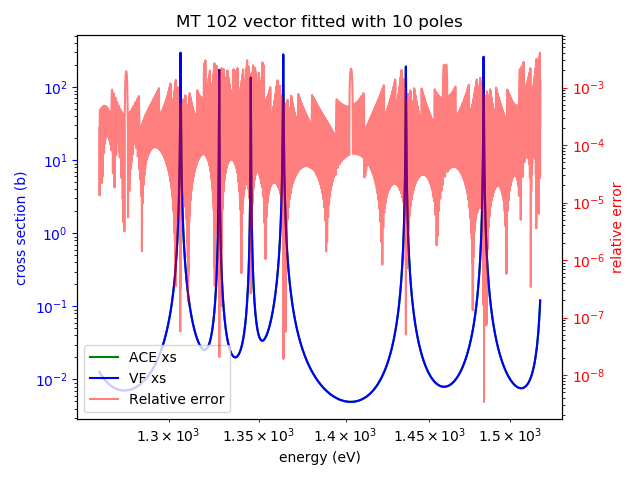 MT 102 vector fitted with 10 poles
cross section (b)
10²
10¹
10⁰
10⁻¹
10⁻²
10⁻³
10⁻⁴
10⁻⁵
10⁻⁶
10⁻⁷
10⁻⁸
relative error
ACE xs
VF xs
Relative error
1.3 × 10³ 1.35 × 10³ 1.4 × 10³ 1.45 × 10³ 1.5 × 10³
energy (eV)